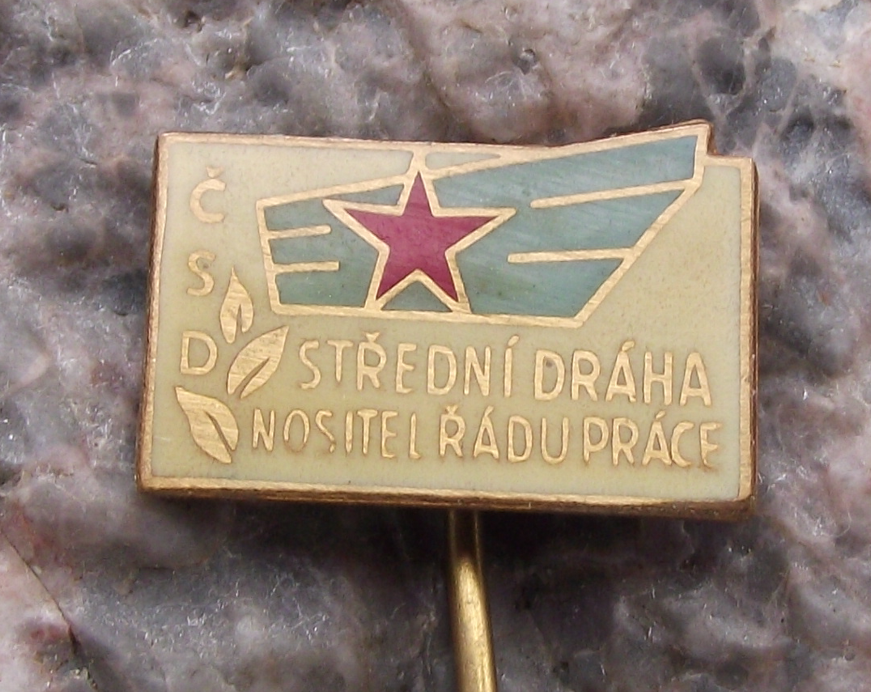 ČSD
STŘEDNÍ DRÁHA
NOSITEL ŘÁDU PRÁCE